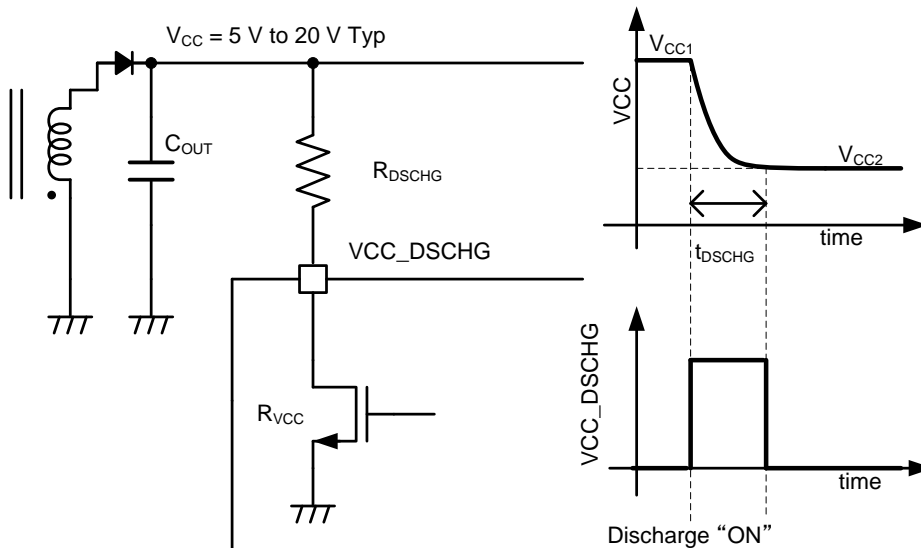 V_CC = 5 V to 20 V Typ
C_OUT
R_DSCHG
VCC_DSCHG
R_VCC
VCC
V_CC1
V_CC2
time
t_DSCHG
VCC_DSCHG
time
Discharge “ON”